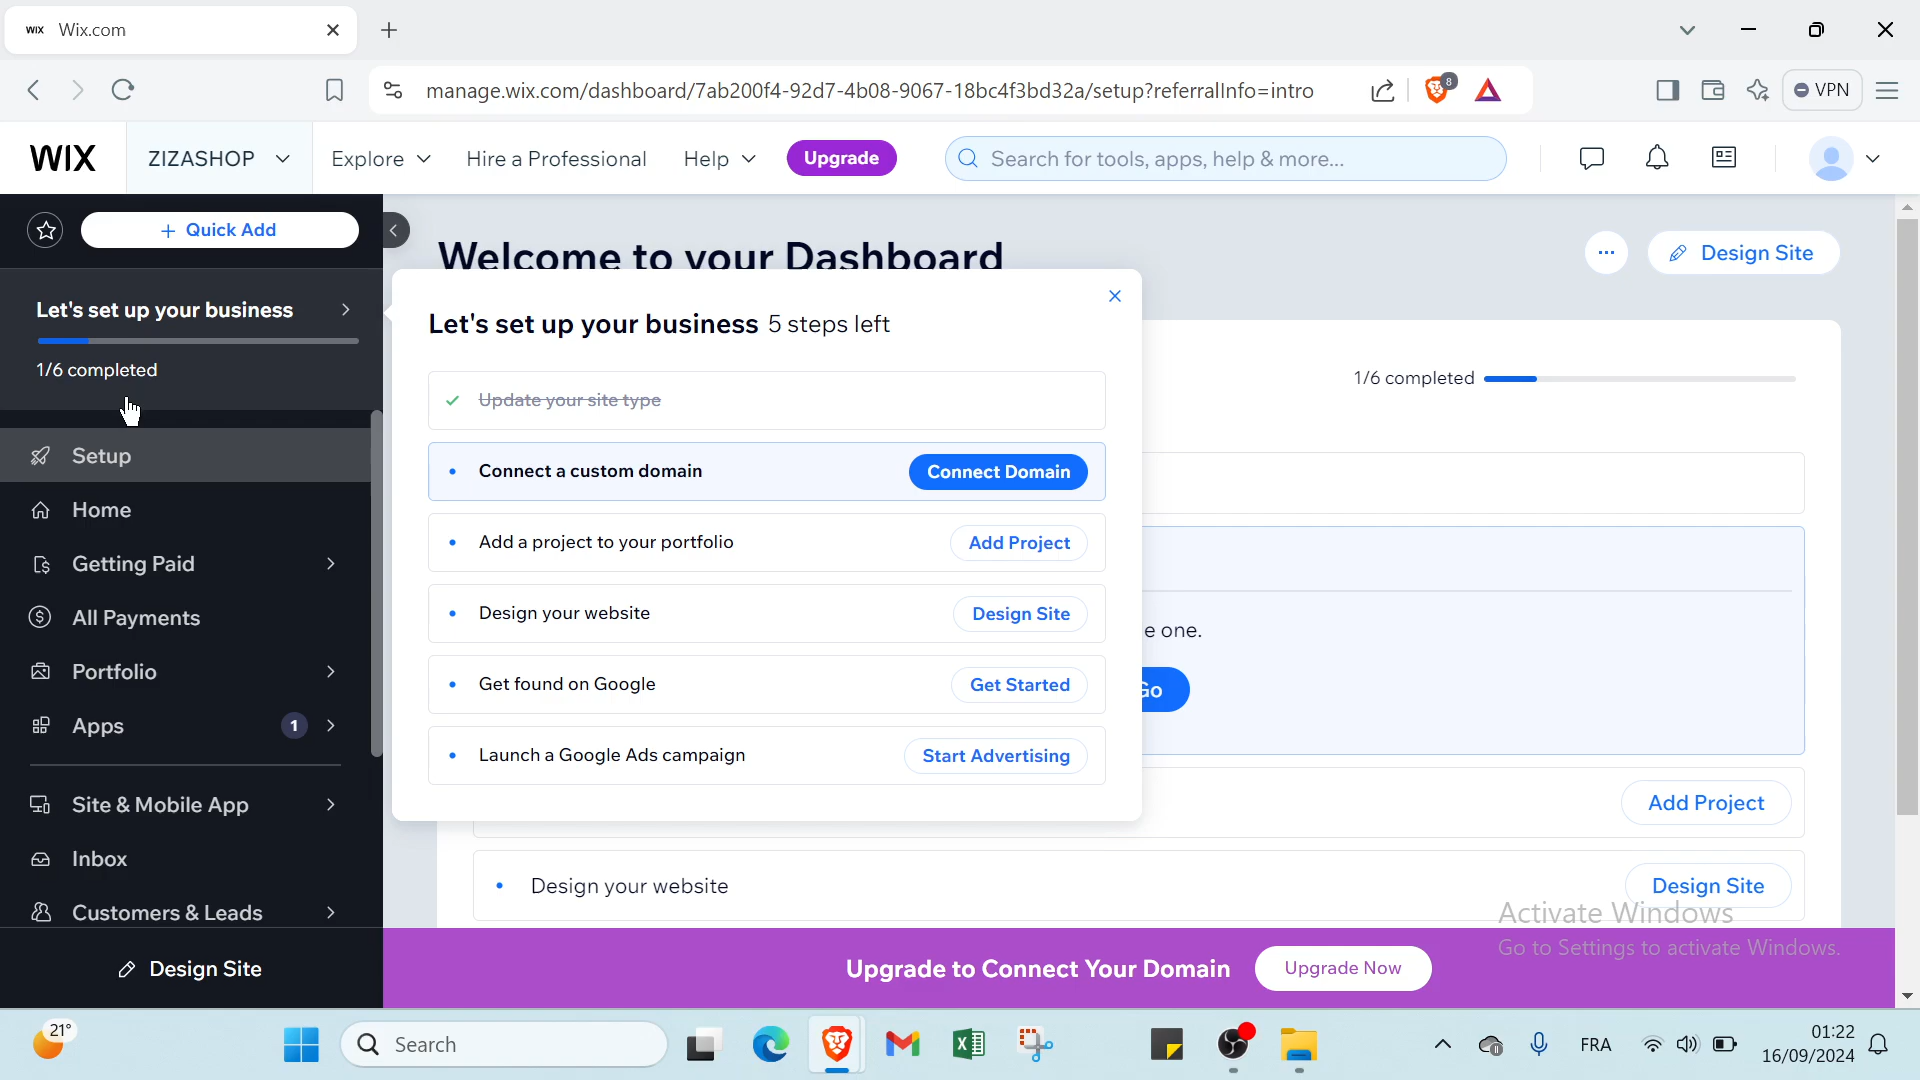 WIX Wix.com
manage.wix.com/dashboard/7ab200f4-92d7-4b08-9067-18bc4f3bd32a/setup?referralInfo=intro
8
VPN
WIX
ZIZASHOP
Explore
Hire a Professional
Help
Upgrade
Search for tools, apps, help & more...
+ Quick Add
Welcome to your Dashboard
Design Site
Let's set up your business
1/6 completed
Let's set up your business 5 steps left
Update your site type
Connect a custom domain
Connect Domain
Add a project to your portfolio
Add Project
Design your website
Design Site
Get found on Google
Get Started
Launch a Google Ads campaign
Start Advertising
1/6 completed
e one.
Go
Add Project
Design your website
Design Site
Setup
Home
Getting Paid
All Payments
Portfolio
Apps 1
Site & Mobile App
Inbox
Customers & Leads
Design Site
Upgrade to Connect Your Domain
Upgrade Now
Activate Windows
Go to Settings to activate Windows.
21°
Search
FRA
01:22
16/09/2024